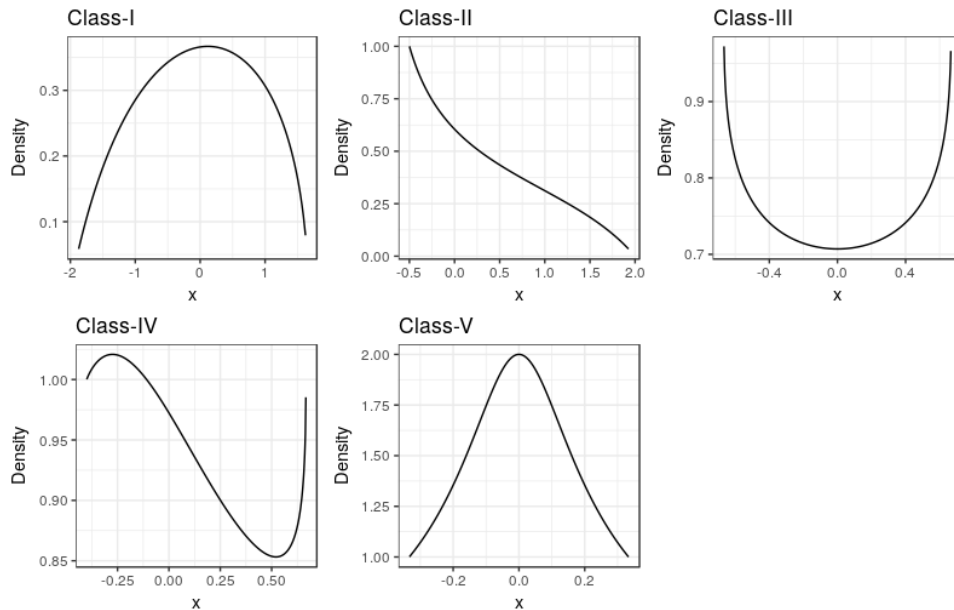 Class-I
Density
0.3
0.2
0.1
-2 -1 0 1
x
Class-II
Density
1.00
0.75
0.50
0.25
0.00
-0.5 0.0 0.5 1.0 1.5 2.0
x
Class-III
Density
0.9
0.8
0.7
-0.4 0.0 0.4
x
Class-IV
Density
1.00
0.95
0.90
0.85
-0.25 0.00 0.25 0.50
x
Class-V
Density
2.00
1.75
1.50
1.25
1.00
-0.2 0.0 0.2
x